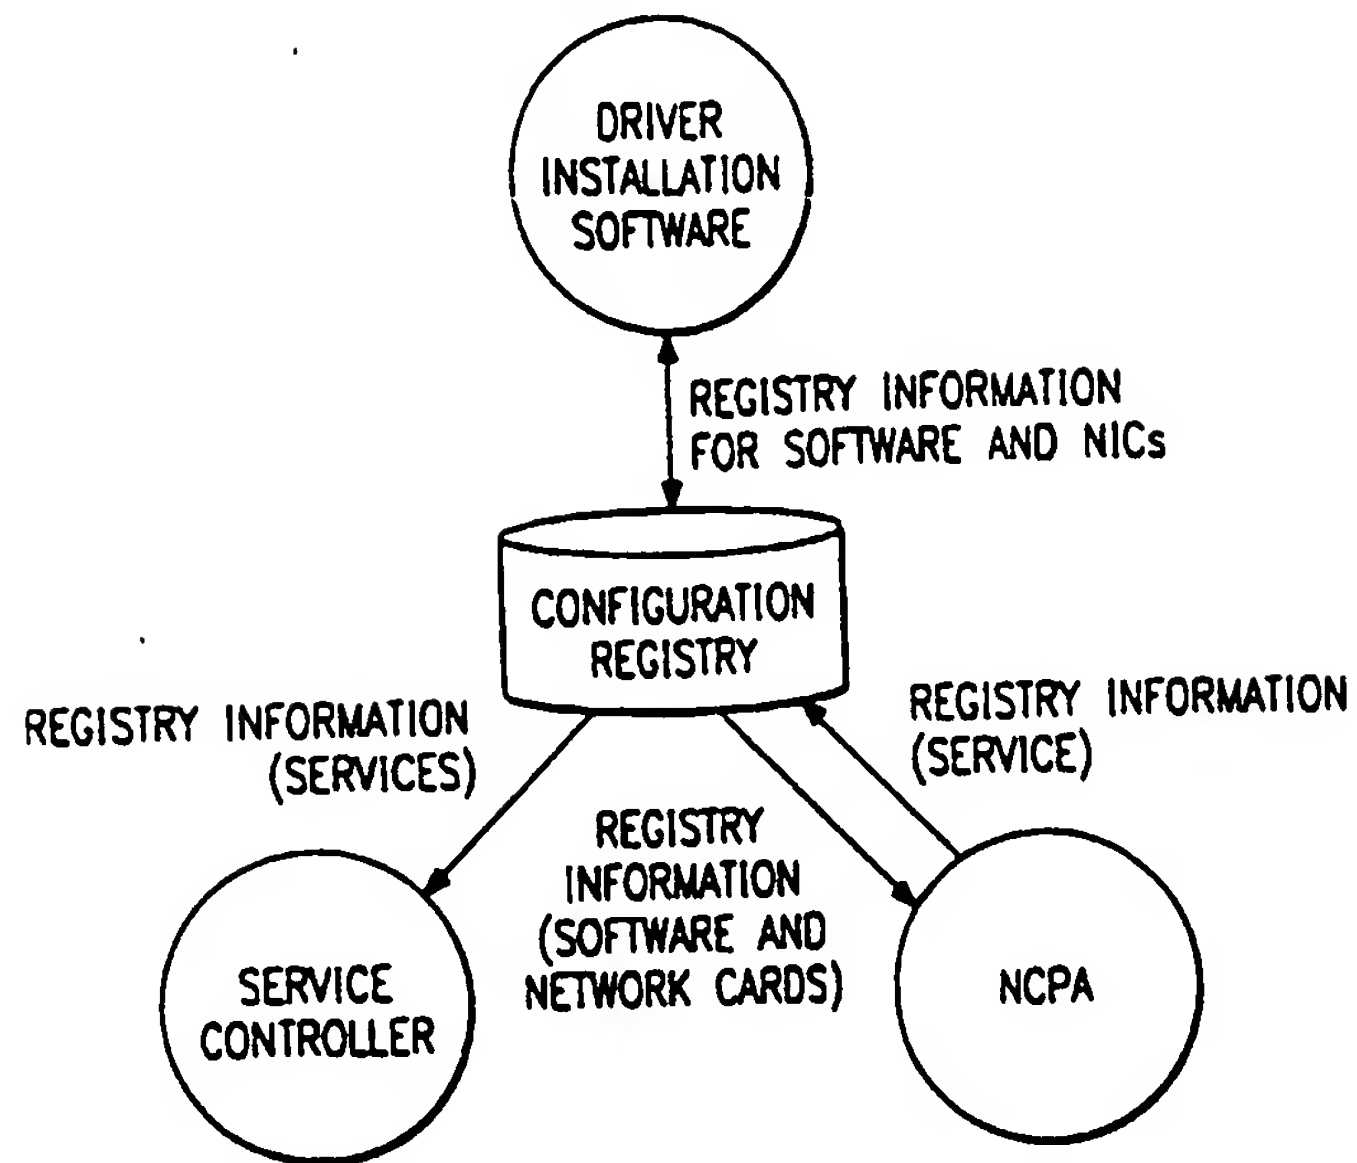 DRIVER
INSTALLATION
SOFTWARE
REGISTRY INFORMATION
FOR SOFTWARE AND NICs
CONFIGURATION
REGISTRY
REGISTRY INFORMATION
(SERVICES)
REGISTRY INFORMATION
(SERVICE)
REGISTRY
INFORMATION
(SOFTWARE AND
NETWORK CARDS)
SERVICE
CONTROLLER
NCPA